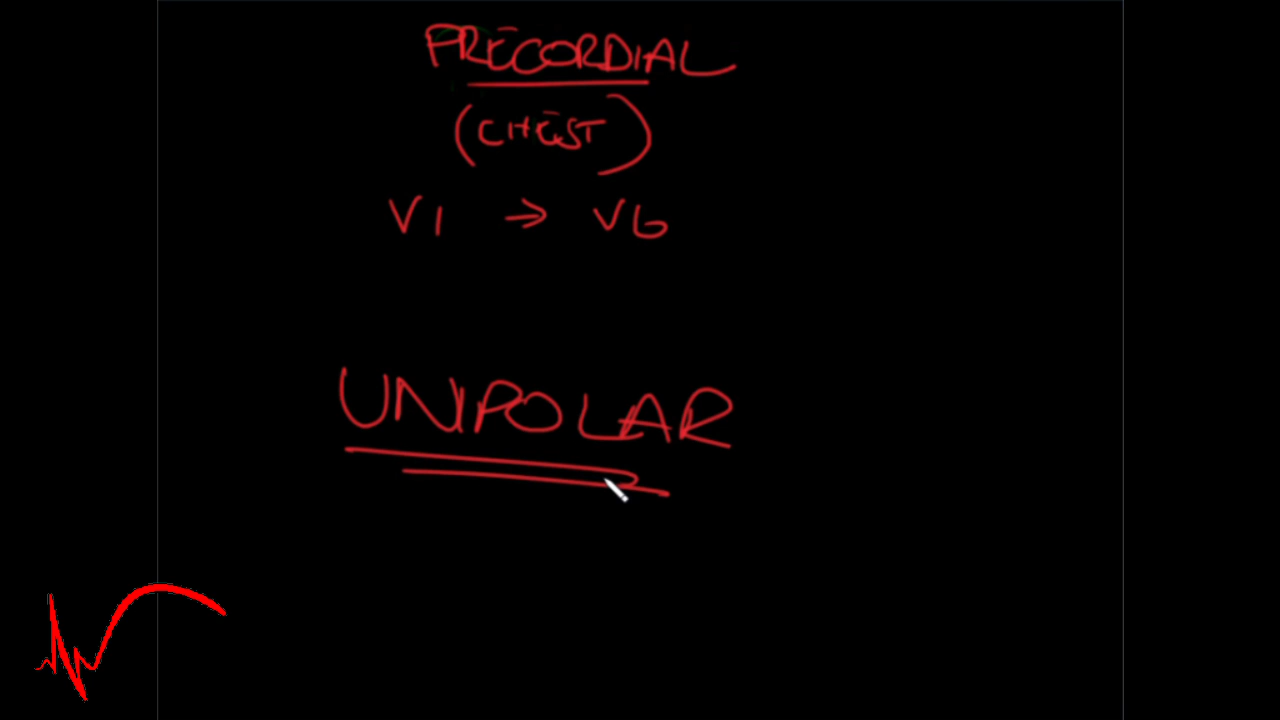 PRECORDIAL
(CHEST)
V1 → V6
UNIPOLAR